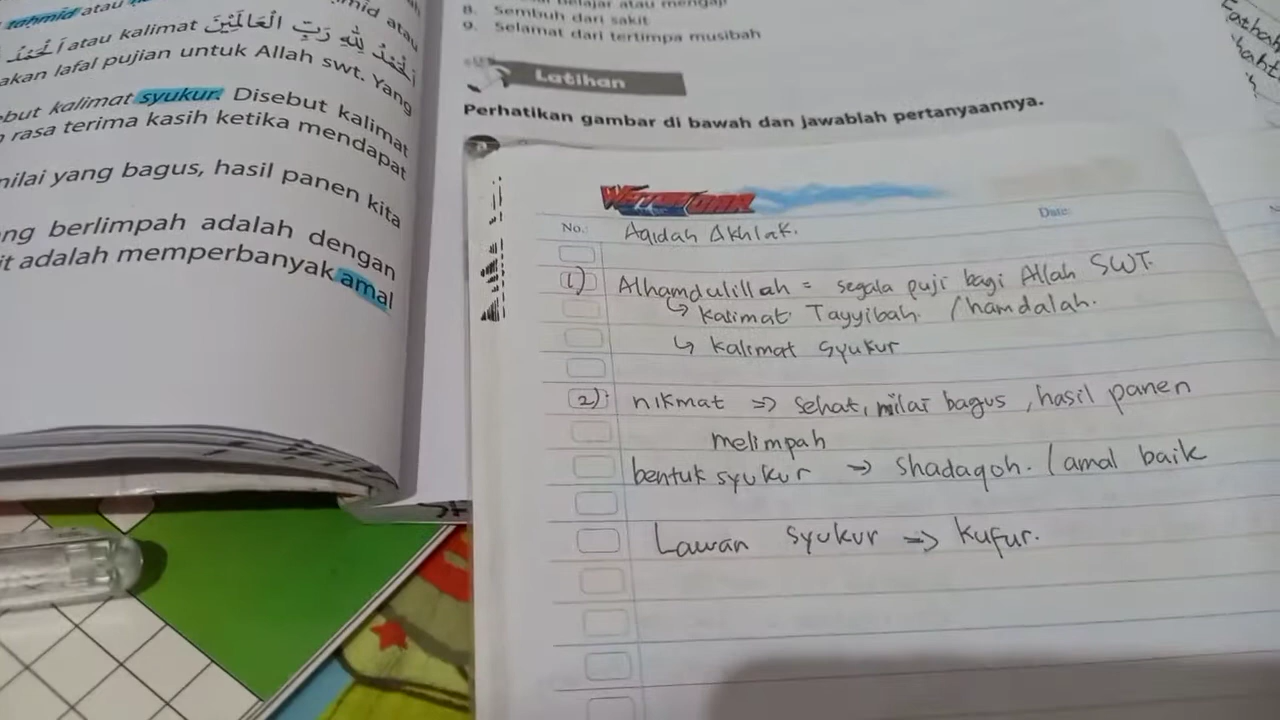 tahmid atau
atau kalimat اَلْحَمْدُ لِلّٰهِ رَبِّ الْعَالَمِيْنَ
akan lafal pujian untuk Allah swt. Yang
but kalimat syukur. Disebut kalimat
rasa terima kasih ketika mendapat
nilai yang bagus, hasil panen kita
ng berlimpah adalah dengan
it adalah memperbanyak amal
belajar atau mengaji
8. Sembuh dari sakit
9. Selamat dari tertimpa musibah
Latihan
Perhatikan gambar di bawah dan jawablah pertanyaannya.
No.:
Date:
Aqidah Akhlak.
1) Alhamdulillah = segala puji bagi Allah SWT.
↳ Kalimat Tayyibah / hamdalah.
↳ Kalimat syukur
2) nikmat => sehat, nilai bagus, hasil panen
melimpah
bentuk syukur => shadaqoh. / amal baik
Lawan syukur => Kufur.